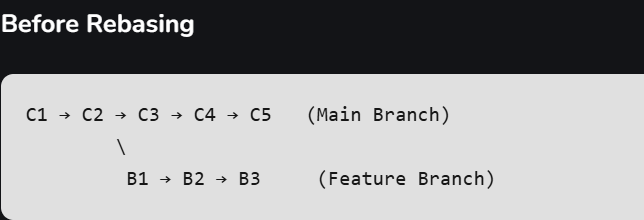 Before Rebasing
C1 → C2 → C3 → C4 → C5   (Main Branch)
        \
         B1 → B2 → B3     (Feature Branch)